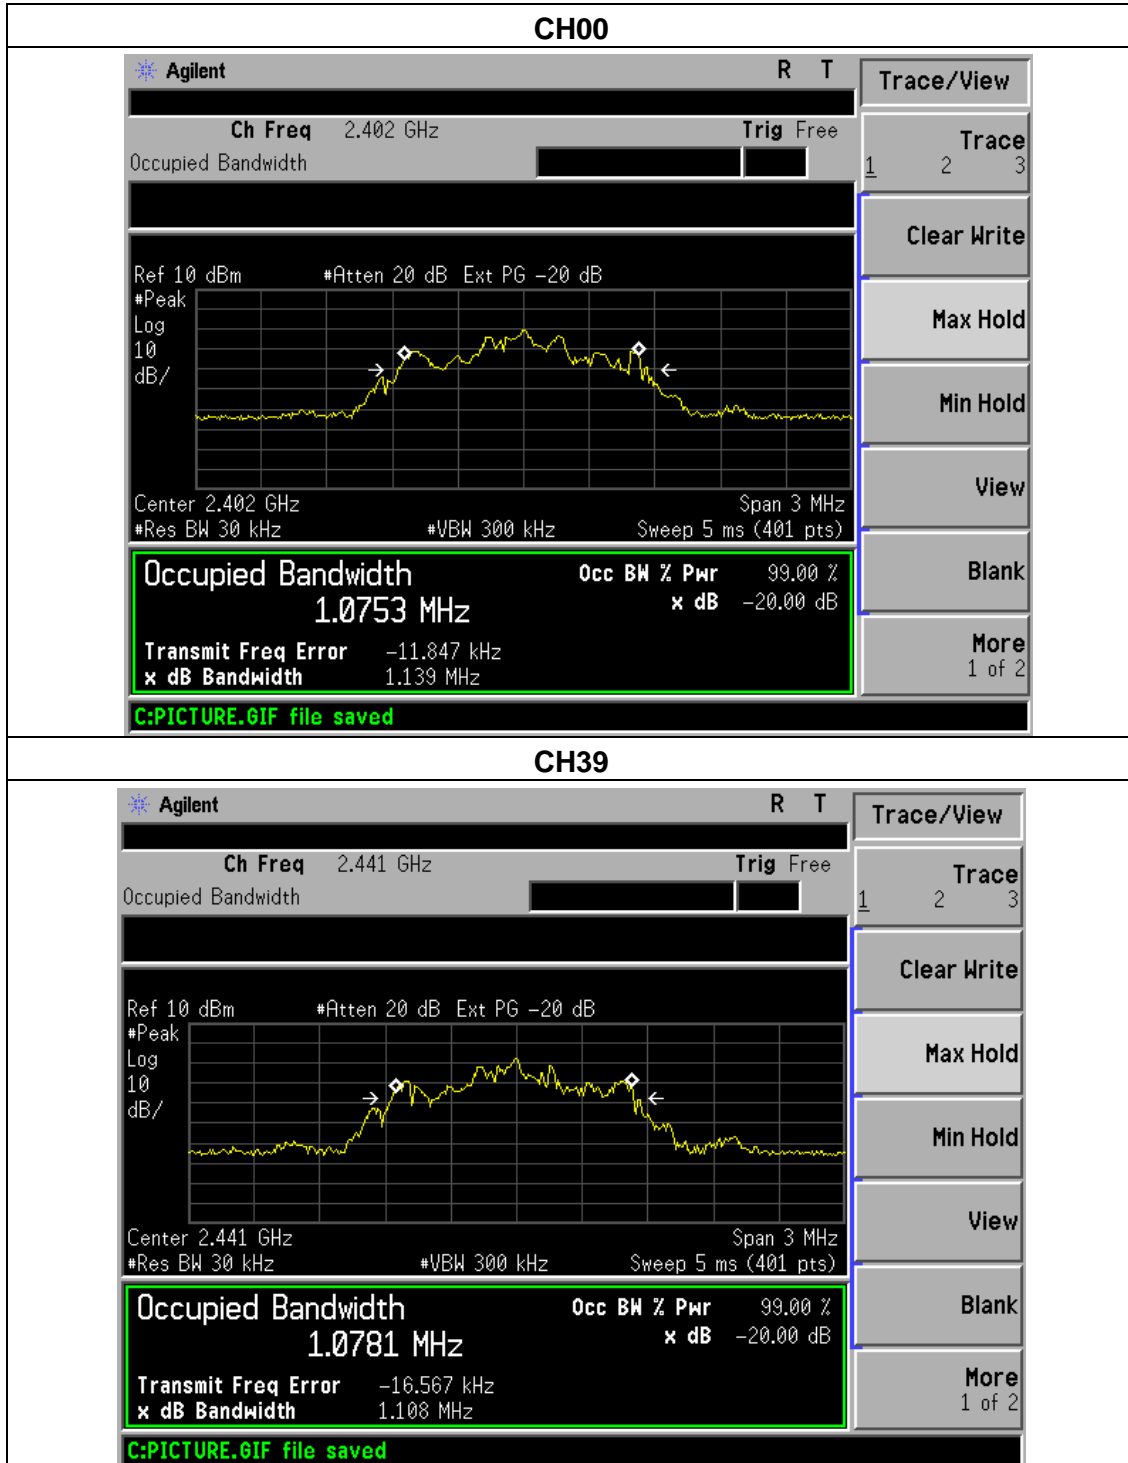 CH00
Agilent R T Trace/View
Ch Freq 2.402 GHz Trig Free
Occupied Bandwidth
Trace
1 2 3
Clear Write
Max Hold
Min Hold
View
Blank
More
1 of 2
Ref 10 dBm #Atten 20 dB Ext PG −20 dB
#Peak
Log
10
dB/
Center 2.402 GHz Span 3 MHz
#Res BW 30 kHz #VBW 300 kHz Sweep 5 ms (401 pts)
Occupied Bandwidth Occ BW % Pwr 99.00 %
1.0753 MHz x dB −20.00 dB
Transmit Freq Error −11.847 kHz
x dB Bandwidth 1.139 MHz
C:PICTURE.GIF file saved
CH39
Agilent R T Trace/View
Ch Freq 2.441 GHz Trig Free
Occupied Bandwidth
Trace
1 2 3
Clear Write
Max Hold
Min Hold
View
Blank
More
1 of 2
Ref 10 dBm #Atten 20 dB Ext PG −20 dB
#Peak
Log
10
dB/
Center 2.441 GHz Span 3 MHz
#Res BW 30 kHz #VBW 300 kHz Sweep 5 ms (401 pts)
Occupied Bandwidth Occ BW % Pwr 99.00 %
1.0781 MHz x dB −20.00 dB
Transmit Freq Error −16.567 kHz
x dB Bandwidth 1.108 MHz
C:PICTURE.GIF file saved